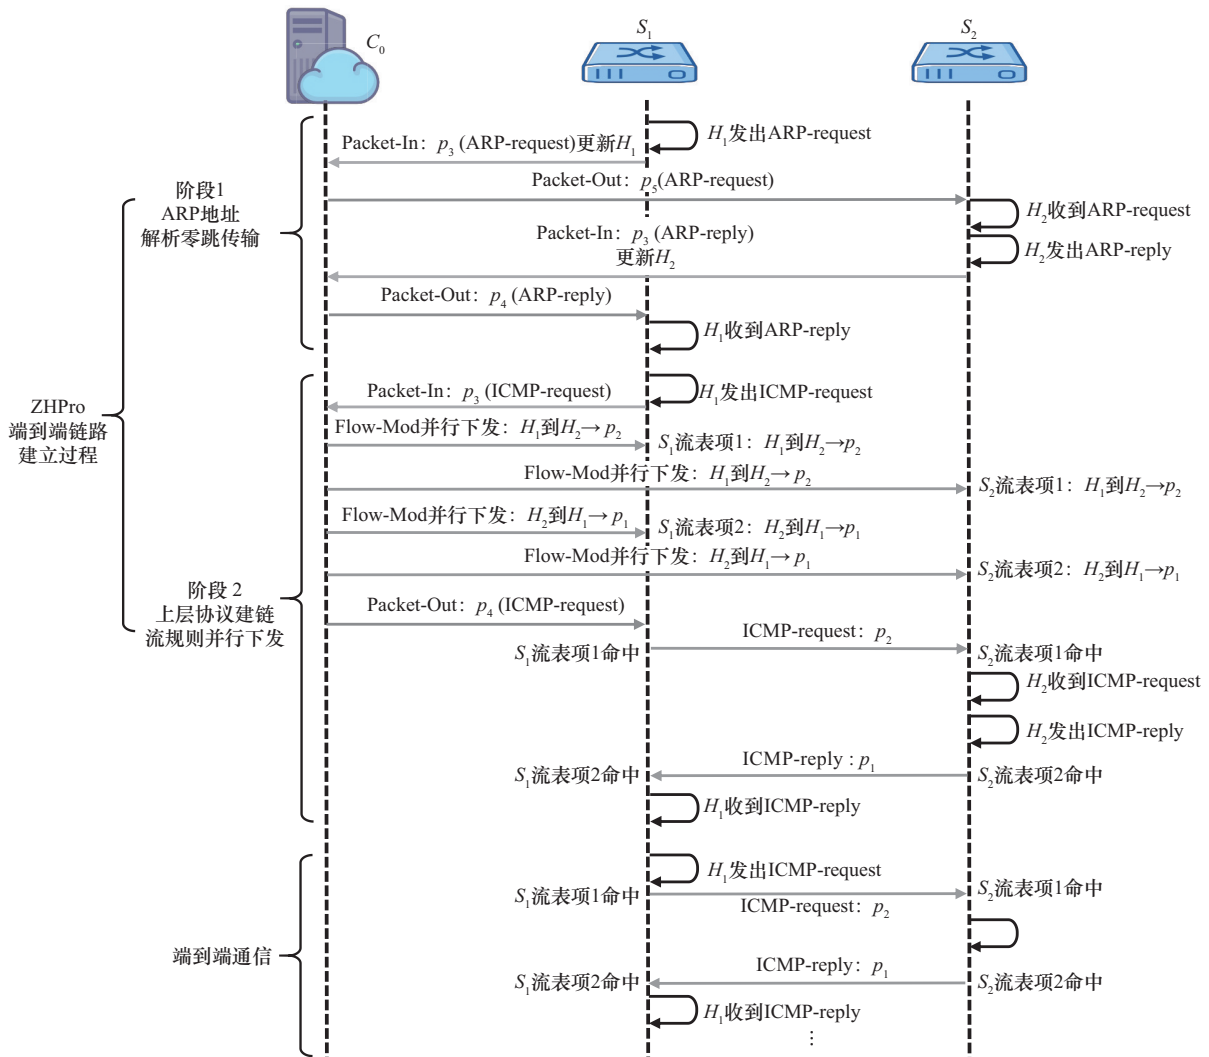 C₀
S₁
S₂
H₁发出ARP-request
Packet-In：p₃ (ARP-request)更新H₁
Packet-Out：p₅(ARP-request)
阶段1
ARP地址
解析零跳传输
H₂收到ARP-request
Packet-In：p₃ (ARP-reply)
更新H₂
H₂发出ARP-reply
Packet-Out：p₄ (ARP-reply)
H₁收到ARP-reply
H₁发出ICMP-request
Packet-In：p₃ (ICMP-request)
ZHPro
端到端链路
建立过程
Flow-Mod并行下发：H₁到H₂→ p₂
S₁流表项1：H₁到H₂→p₂
Flow-Mod并行下发：H₁到H₂→ p₂
S₂流表项1：H₁到H₂→p₂
Flow-Mod并行下发：H₂到H₁→ p₁
S₁流表项2：H₂到H₁→p₁
Flow-Mod并行下发：H₂到H₁→ p₁
S₂流表项2：H₂到H₁→p₁
阶段 2
上层协议建链
流规则并行下发
Packet-Out：p₄ (ICMP-request)
ICMP-request：p₂
S₁流表项1命中
S₂流表项1命中
H₂收到ICMP-request
H₂发出ICMP-reply
ICMP-reply : p₁
S₁流表项2命中
S₂流表项2命中
H₁收到ICMP-reply
H₁发出ICMP-request
S₁流表项1命中
S₂流表项1命中
ICMP-request：p₂
端到端通信
ICMP-reply：p₁
S₁流表项2命中
S₂流表项2命中
H₁收到ICMP-reply
⋮